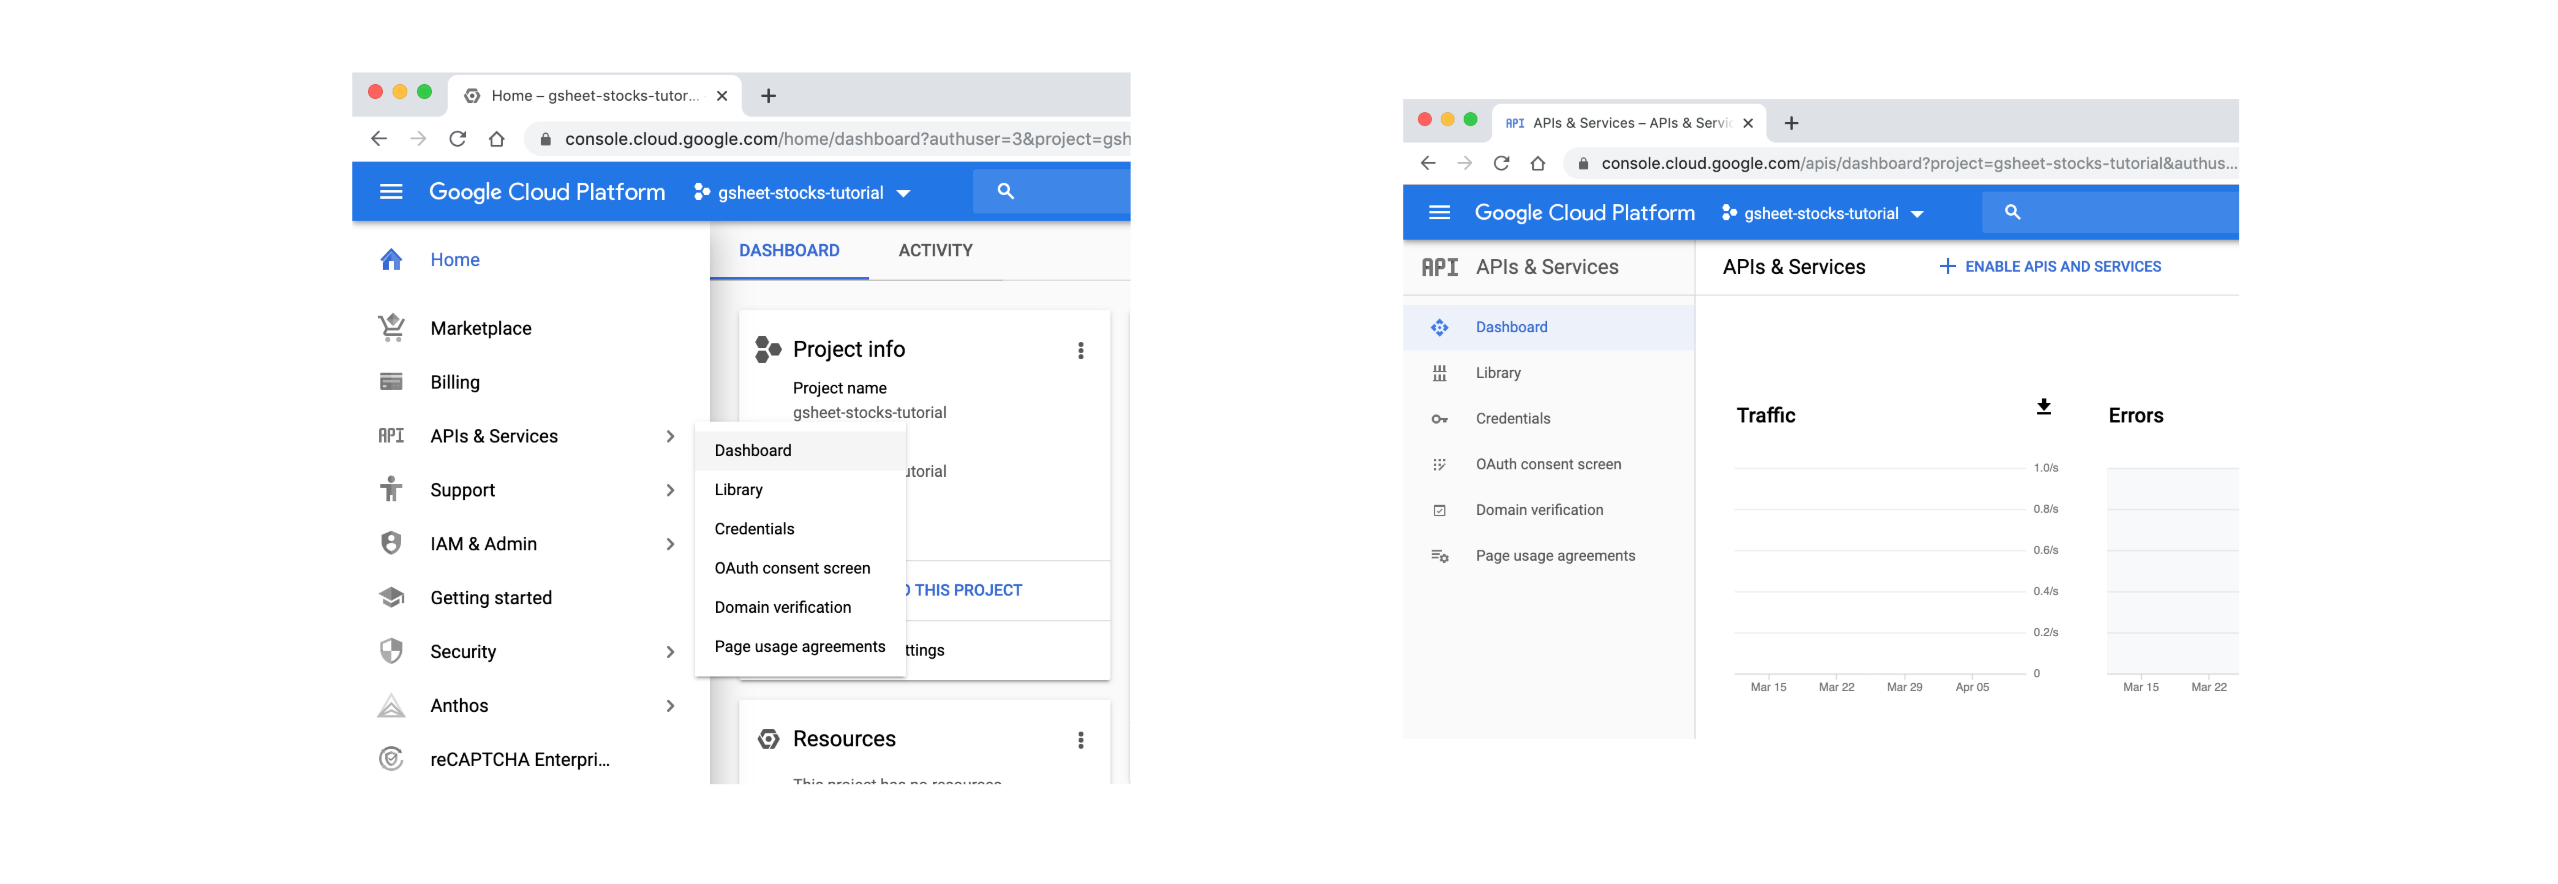 Home – gsheet-stocks-tutor...
console.cloud.google.com/home/dashboard?authuser=3&project=gsh
Google Cloud Platform
gsheet-stocks-tutorial
Home
Marketplace
Billing
API APIs & Services
Support
IAM & Admin
Getting started
Security
Anthos
reCAPTCHA Enterpri...
Dashboard
Library
Credentials
OAuth consent screen
Domain verification
Page usage agreements
DASHBOARD ACTIVITY
Project info
Project name
gsheet-stocks-tutorial
utorial
THIS PROJECT
ttings
Resources
This project has no resources
API APIs & Services – APIs & Servic
console.cloud.google.com/apis/dashboard?project=gsheet-stocks-tutorial&authus...
Google Cloud Platform
gsheet-stocks-tutorial
API APIs & Services
Dashboard
Library
Credentials
OAuth consent screen
Domain verification
Page usage agreements
APIs & Services
ENABLE APIS AND SERVICES
Traffic
1.0/s
0.8/s
0.6/s
0.4/s
0.2/s
0
Mar 15 Mar 22 Mar 29 Apr 05
Errors
Mar 15 Mar 22